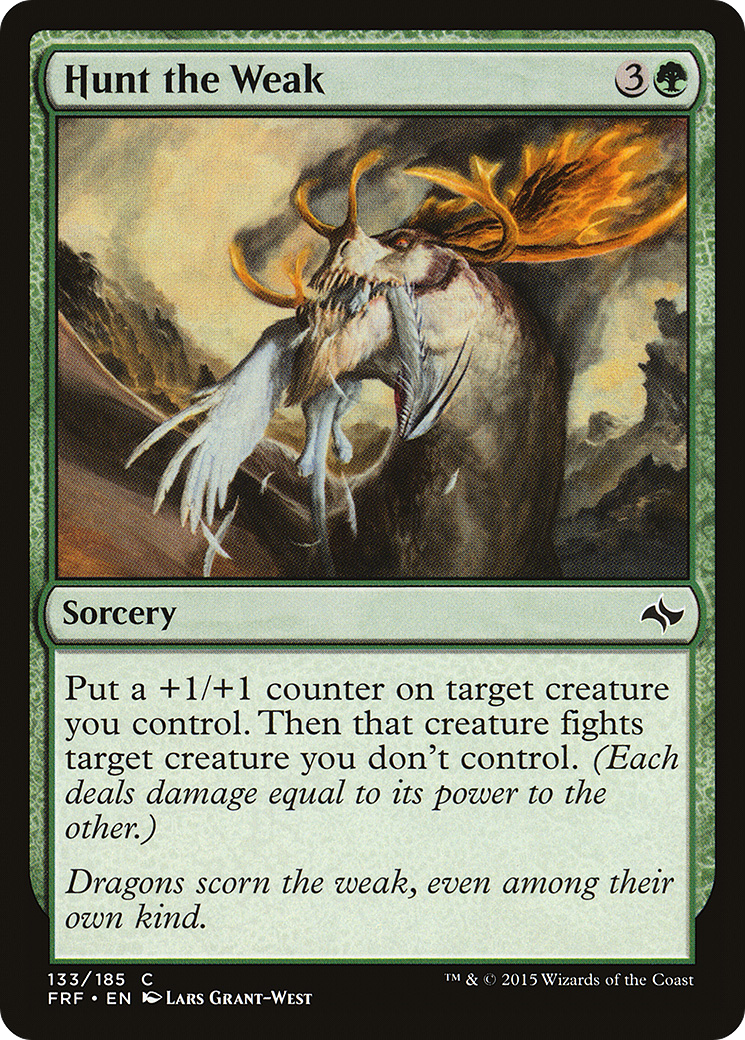 Hunt the Weak 3
Sorcery
Put a +1/+1 counter on target creature
you control. Then that creature fights
target creature you don't control. (Each
deals damage equal to its power to the
other.)
Dragons scorn the weak, even among their
own kind.
133/185 C ™ & © 2015 Wizards of the Coast
FRF • EN Lars Grant-West